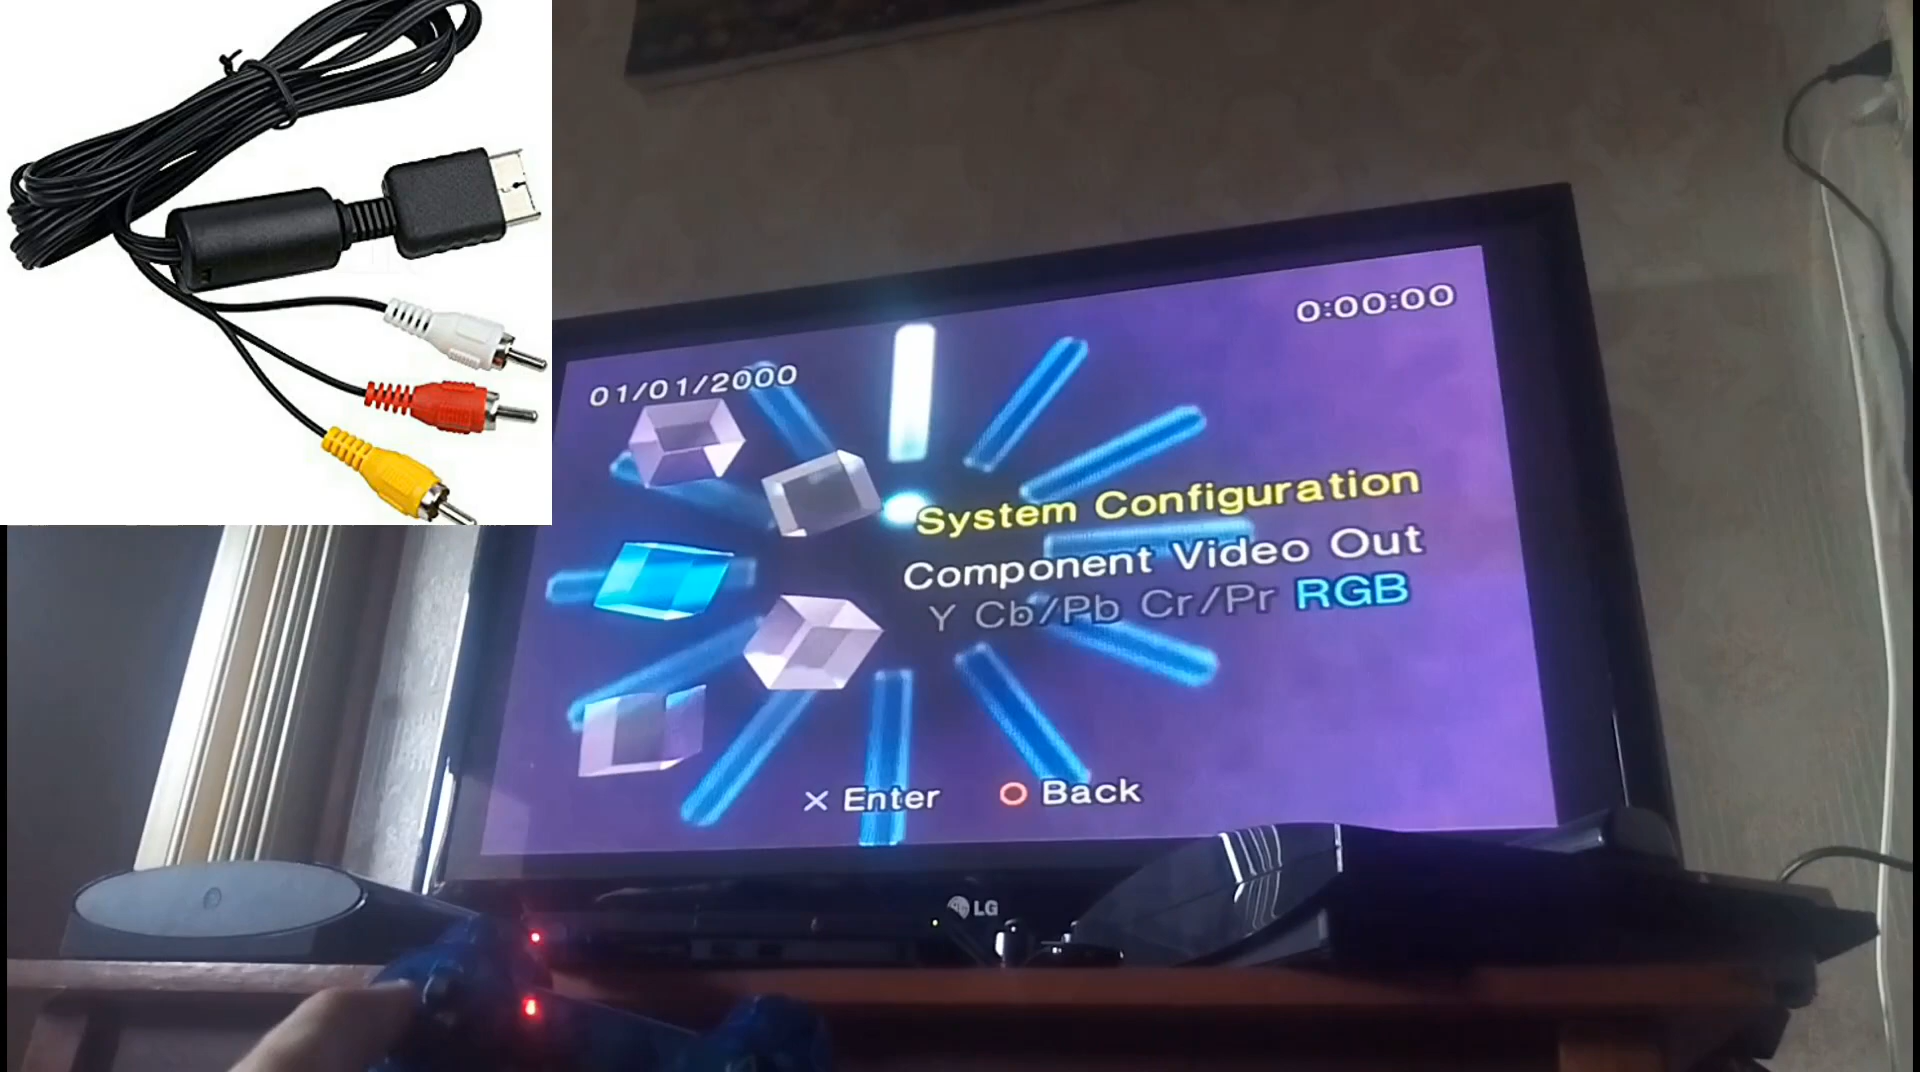 0:00:00
01/01/2000
System Configuration
Component Video Out
Y Cb/Pb Cr/Pr RGB
X Enter O Back
LG